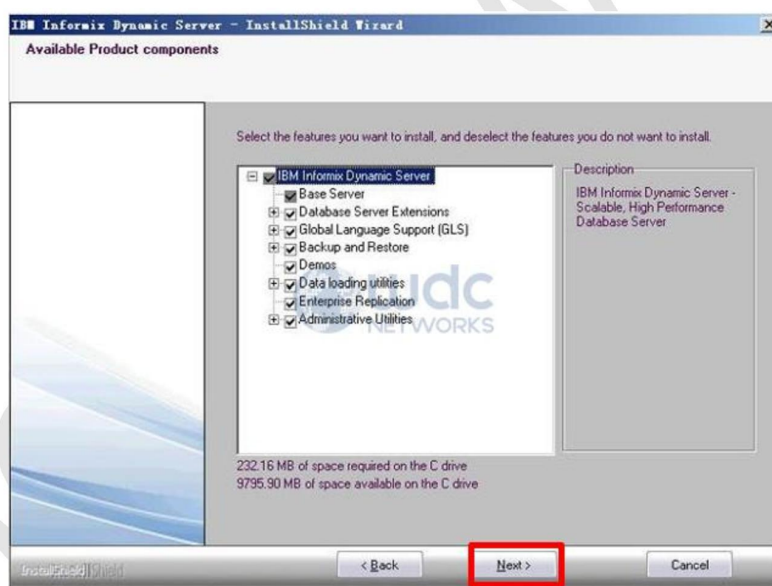 IBM Informix Dynamic Server - InstallShield Wizard
Available Product components
Select the features you want to install, and deselect the features you do not want to install.
IBM Informix Dynamic Server
Base Server
Database Server Extensions
Global Language Support (GLS)
Backup and Restore
Demos
Data loading utilities
Enterprise Replication
Administrative Utilities
Description
IBM Informix Dynamic Server -
Scalable, High Performance
Database Server
wdc
NETWORKS
232.16 MB of space required on the C drive
9795.90 MB of space available on the C drive
InstallShield
< Back
Next >
Cancel